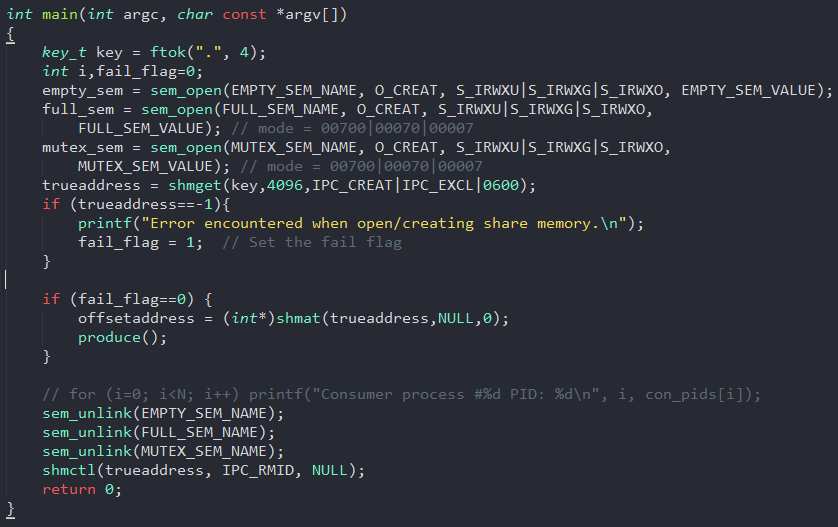 int main(int argc, char const *argv[])
{
    key_t key = ftok(".", 4);
    int i,fail_flag=0;
    empty_sem = sem_open(EMPTY_SEM_NAME, O_CREAT, S_IRWXU|S_IRWXG|S_IRWXO, EMPTY_SEM_VALUE);
    full_sem = sem_open(FULL_SEM_NAME, O_CREAT, S_IRWXU|S_IRWXG|S_IRWXO,
        FULL_SEM_VALUE); // mode = 00700|00070|00007
    mutex_sem = sem_open(MUTEX_SEM_NAME, O_CREAT, S_IRWXU|S_IRWXG|S_IRWXO,
        MUTEX_SEM_VALUE); // mode = 00700|00070|00007
    trueaddress = shmget(key,4096,IPC_CREAT|IPC_EXCL|0600);
    if (trueaddress==-1){
        printf("Error encountered when open/creating share memory.\n");
        fail_flag = 1;  // Set the fail flag
    }

    if (fail_flag==0) {
        offsetaddress = (int*)shmat(trueaddress,NULL,0);
        produce();
    }

    // for (i=0; i<N; i++) printf("Consumer process #%d PID: %d\n", i, con_pids[i]);
    sem_unlink(EMPTY_SEM_NAME);
    sem_unlink(FULL_SEM_NAME);
    sem_unlink(MUTEX_SEM_NAME);
    shmctl(trueaddress, IPC_RMID, NULL);
    return 0;
}